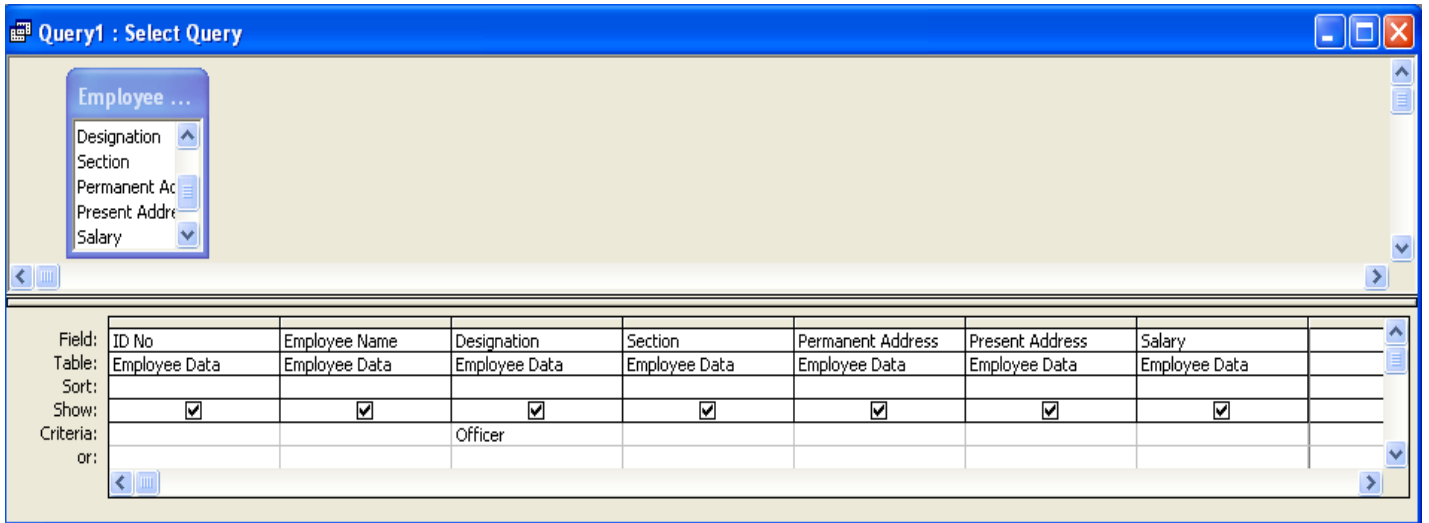 Query1 : Select Query
Employee ...
Designation
Section
Permanent Ad
Present Addre
Salary
Field: ID No Employee Name Designation Section Permanent Address Present Address Salary
Table: Employee Data Employee Data Employee Data Employee Data Employee Data Employee Data Employee Data
Sort:
Show:
Criteria: Officer
or: